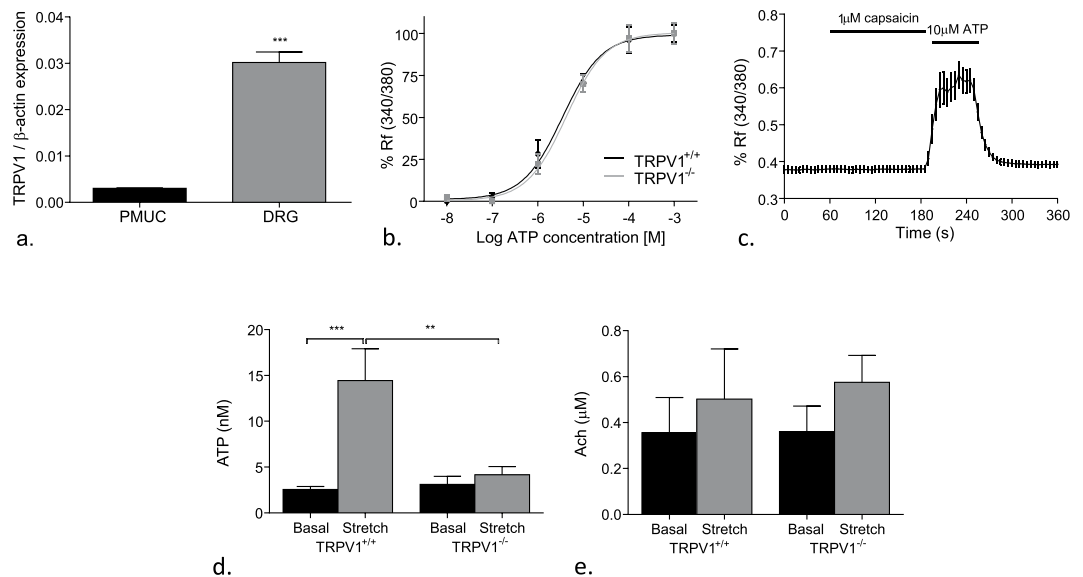 TRPV1 / β-actin expression
0.04
0.03
0.02
0.01
0.00
***
PMUC DRG
a.
% Rf (340/380)
100
75
50
25
0
TRPV1+/+
TRPV1-/-
-8 -7 -6 -5 -4 -3
Log ATP concentration [M]
b.
% Rf (340/380)
0.8
0.7
0.6
0.5
0.4
0.3
1μM capsaicin
10μM ATP
0 60 120 180 240 300 360
Time (s)
c.
ATP (nM)
20
15
10
5
0
*** **
Basal Stretch Basal Stretch
TRPV1+/+ TRPV1-/-
d.
Ach (μM)
0.8
0.6
0.4
0.2
0.0
Basal Stretch Basal Stretch
TRPV1+/+ TRPV1-/-
e.